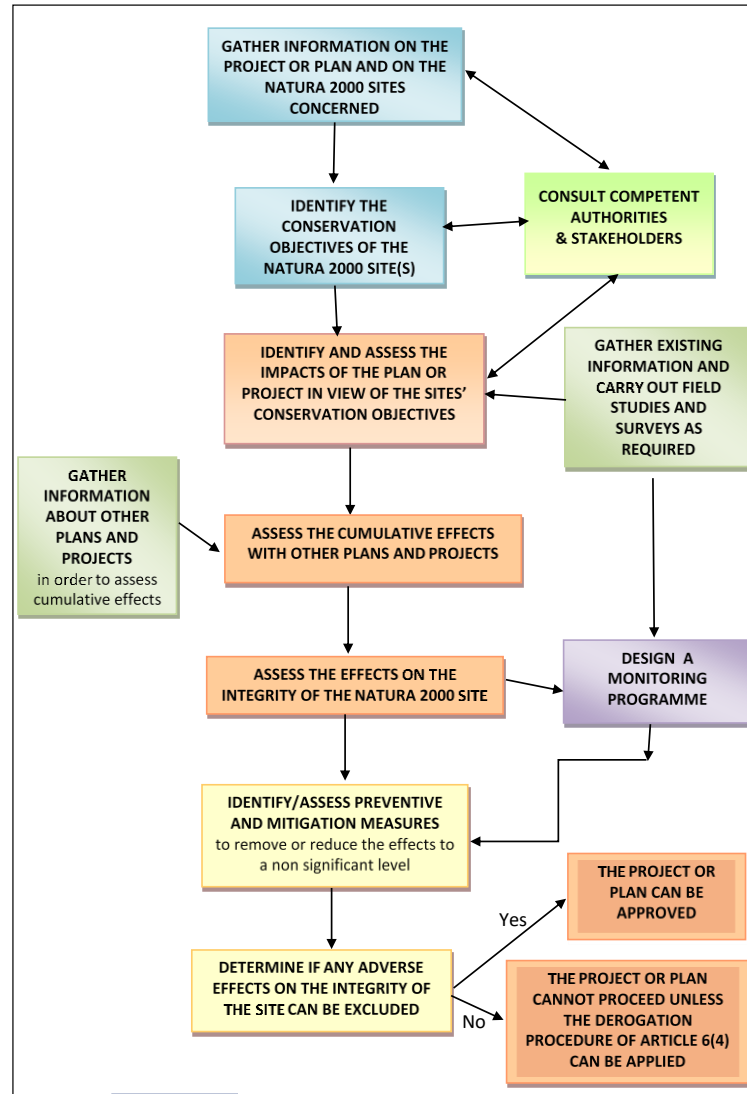 GATHER INFORMATION ON THE
PROJECT OR PLAN AND ON THE
NATURA 2000 SITES
CONCERNED
IDENTIFY THE
CONSERVATION
OBJECTIVES OF THE
NATURA 2000 SITE(S)
CONSULT COMPETENT
AUTHORITIES
& STAKEHOLDERS
IDENTIFY AND ASSESS THE
IMPACTS OF THE PLAN OR
PROJECT IN VIEW OF THE SITES'
CONSERVATION OBJECTIVES
GATHER EXISTING
INFORMATION AND
CARRY OUT FIELD
STUDIES AND
SURVEYS AS
REQUIRED
GATHER
INFORMATION
ABOUT OTHER
PLANS AND
PROJECTS
in order to assess
cumulative effects
ASSESS THE CUMULATIVE EFFECTS
WITH OTHER PLANS AND PROJECTS
ASSESS THE EFFECTS ON THE
INTEGRITY OF THE NATURA 2000 SITE
DESIGN A
MONITORING
PROGRAMME
IDENTIFY/ASSESS PREVENTIVE
AND MITIGATION MEASURES
to remove or reduce the effects to
a non significant level
THE PROJECT OR
PLAN CAN BE
APPROVED
Yes
DETERMINE IF ANY ADVERSE
EFFECTS ON THE INTEGRITY OF
THE SITE CAN BE EXCLUDED
No
THE PROJECT OR PLAN
CANNOT PROCEED UNLESS
THE DEROGATION
PROCEDURE OF ARTICLE 6(4)
CAN BE APPLIED